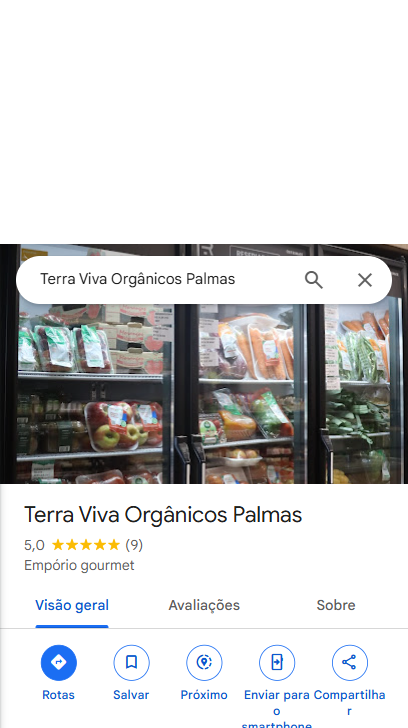 Terra Viva Orgânicos Palmas
Terra Viva Orgânicos Palmas
5,0 (9)
Empório gourmet
Visão geral Avaliações Sobre
Rotas Salvar Próximo Enviar para o smartphone Compartilhar